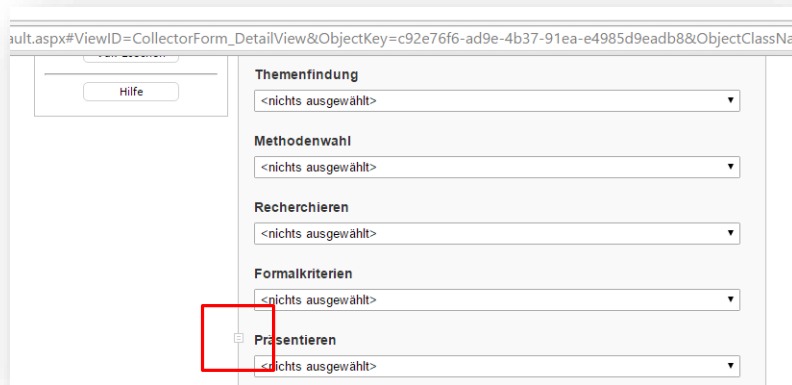 ault.aspx#ViewID=CollectorForm_DetailView&ObjectKey=c92e76f6-ad9e-4b37-91ea-e4985d9eadb8&ObjectClassNa
Hilfe
Themenfindung
<nichts ausgewählt>
Methodenwahl
<nichts ausgewählt>
Recherchieren
<nichts ausgewählt>
Formalkriterien
<nichts ausgewählt>
Präsentieren
<nichts ausgewählt>